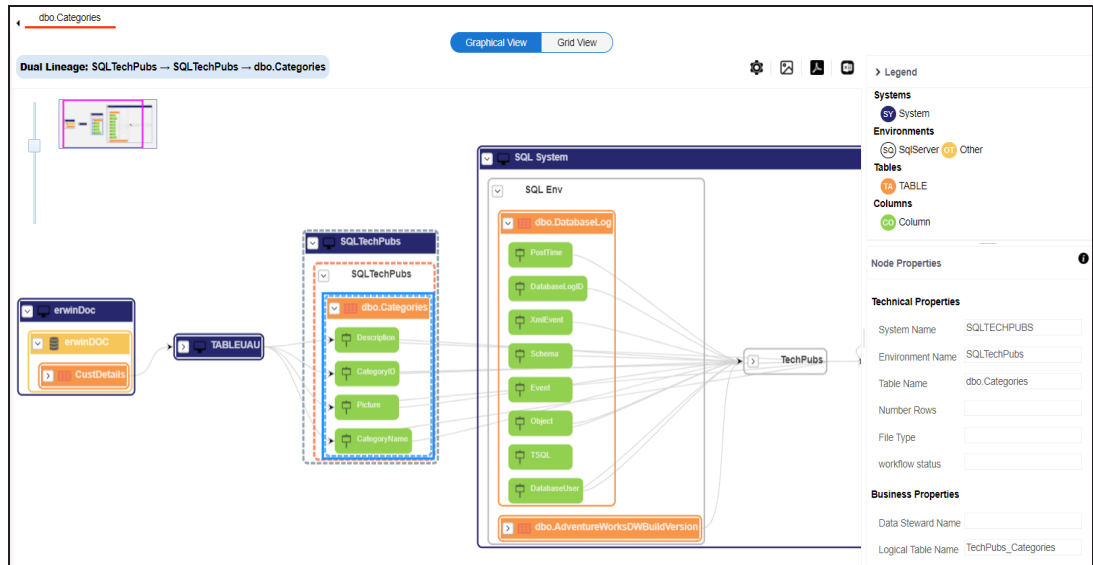 dbo.Categories
Graphical View Grid View
Dual Lineage: SQLTechPubs → SQLTechPubs → dbo.Categories
Legend
Systems
SY System
Environments
SQ SqlServer OT Other
Tables
TA TABLE
Columns
CO Column
Node Properties
Technical Properties
System Name SQLTECHPUBS
Environment Name SQLTechPubs
Table Name dbo.Categories
Number Rows
File Type
workflow status
Business Properties
Data Steward Name
Logical Table Name TechPubs_Categories
erwinDoc
erwinDOC
CustDetails
TABLEUAU
SQLTechPubs
SQLTechPubs
dbo.Categories
Description
CategoryID
Picture
CategoryName
SQL System
SQL Env
dbo.DatabaseLog
PostTime
DatabaseLogID
XmlEvent
Schema
Event
Object
TSQL
DatabaseUser
dbo.AdventureWorksDWBuildVersion
TechPubs